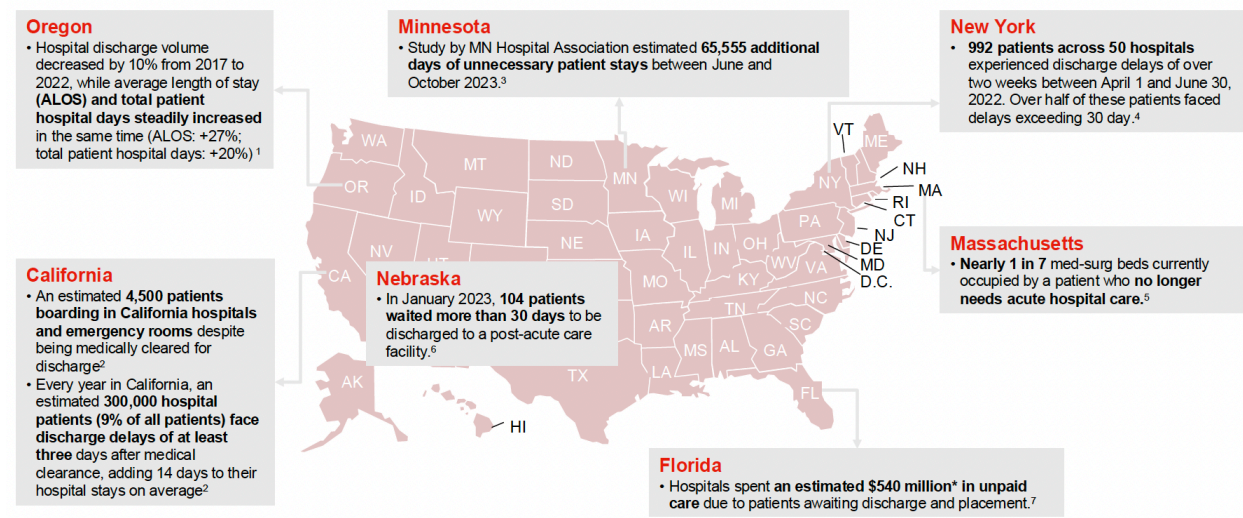 Oregon
• Hospital discharge volume
decreased by 10% from 2017 to
2022, while average length of stay
(ALOS) and total patient
hospital days steadily increased
in the same time (ALOS: +27%;
total patient hospital days: +20%) 1
Minnesota
• Study by MN Hospital Association estimated 65,555 additional
days of unnecessary patient stays between June and
October 2023.3
New York
• 992 patients across 50 hospitals
experienced discharge delays of over
two weeks between April 1 and June 30,
2022. Over half of these patients faced
delays exceeding 30 day.4
California
• An estimated 4,500 patients
boarding in California hospitals
and emergency rooms despite
being medically cleared for
discharge2
• Every year in California, an
estimated 300,000 hospital
patients (9% of all patients) face
discharge delays of at least
three days after medical
clearance, adding 14 days to their
hospital stays on average2
Nebraska
• In January 2023, 104 patients
waited more than 30 days to be
discharged to a post-acute care
facility.6
Massachusetts
• Nearly 1 in 7 med-surg beds currently
occupied by a patient who no longer
needs acute hospital care.5
Florida
• Hospitals spent an estimated $540 million* in unpaid
care due to patients awaiting discharge and placement.7
WA
MT
ND
MN
OR
ID
WY
SD
WI
MI
NY
VT
ME
NH
MA
RI
CT
NJ
DE
MD
D.C.
PA
NV
UT
NE
IA
IL
IN
OH
WV
VA
CA
MO
KY
NC
TN
AR
SC
MS
AL
GA
LA
TX
FL
AK
HI